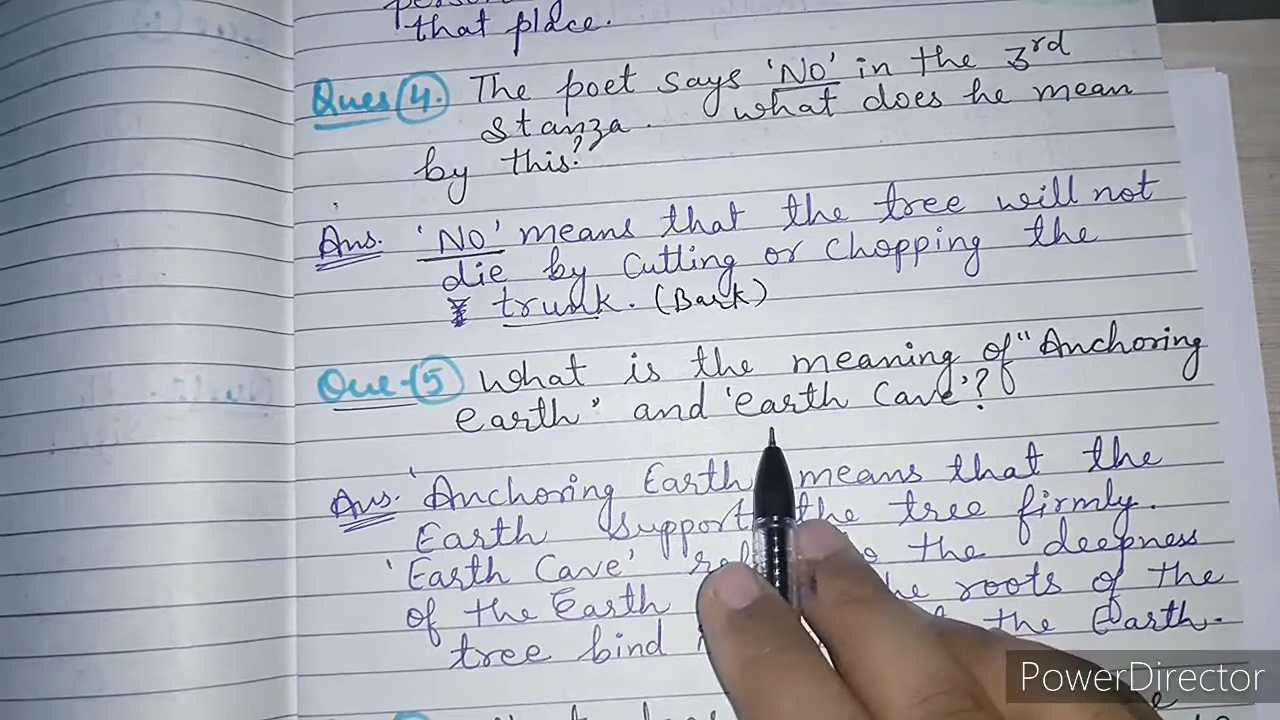 that place.
Ques (4.) The poet says 'NO' in the 3rd
stanza. what does he mean
by this?
Ans. 'NO' means that the tree will not
die by cutting or chopping the
trunk. (Bark)
Que-(5) what is the meaning of "Anchoring
earth" and 'earth Cave'?
Ans. 'Anchoring Earth means that the
Earth support the tree firmly.
'Earth Cave' the deepness
of the Earth roots of the
tree bind the Earth.
PowerDirector